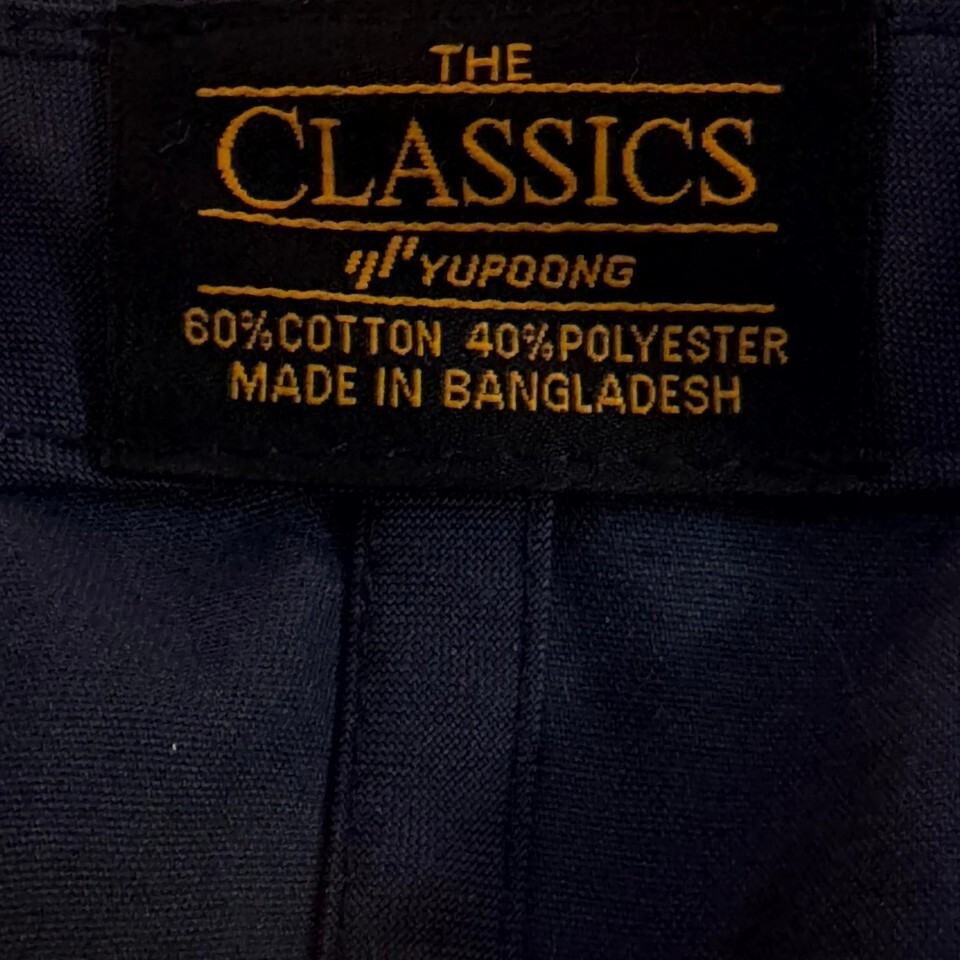 THE
CLASSICS
YUPOONG
60%COTTON 40%POLYESTER
MADE IN BANGLADESH